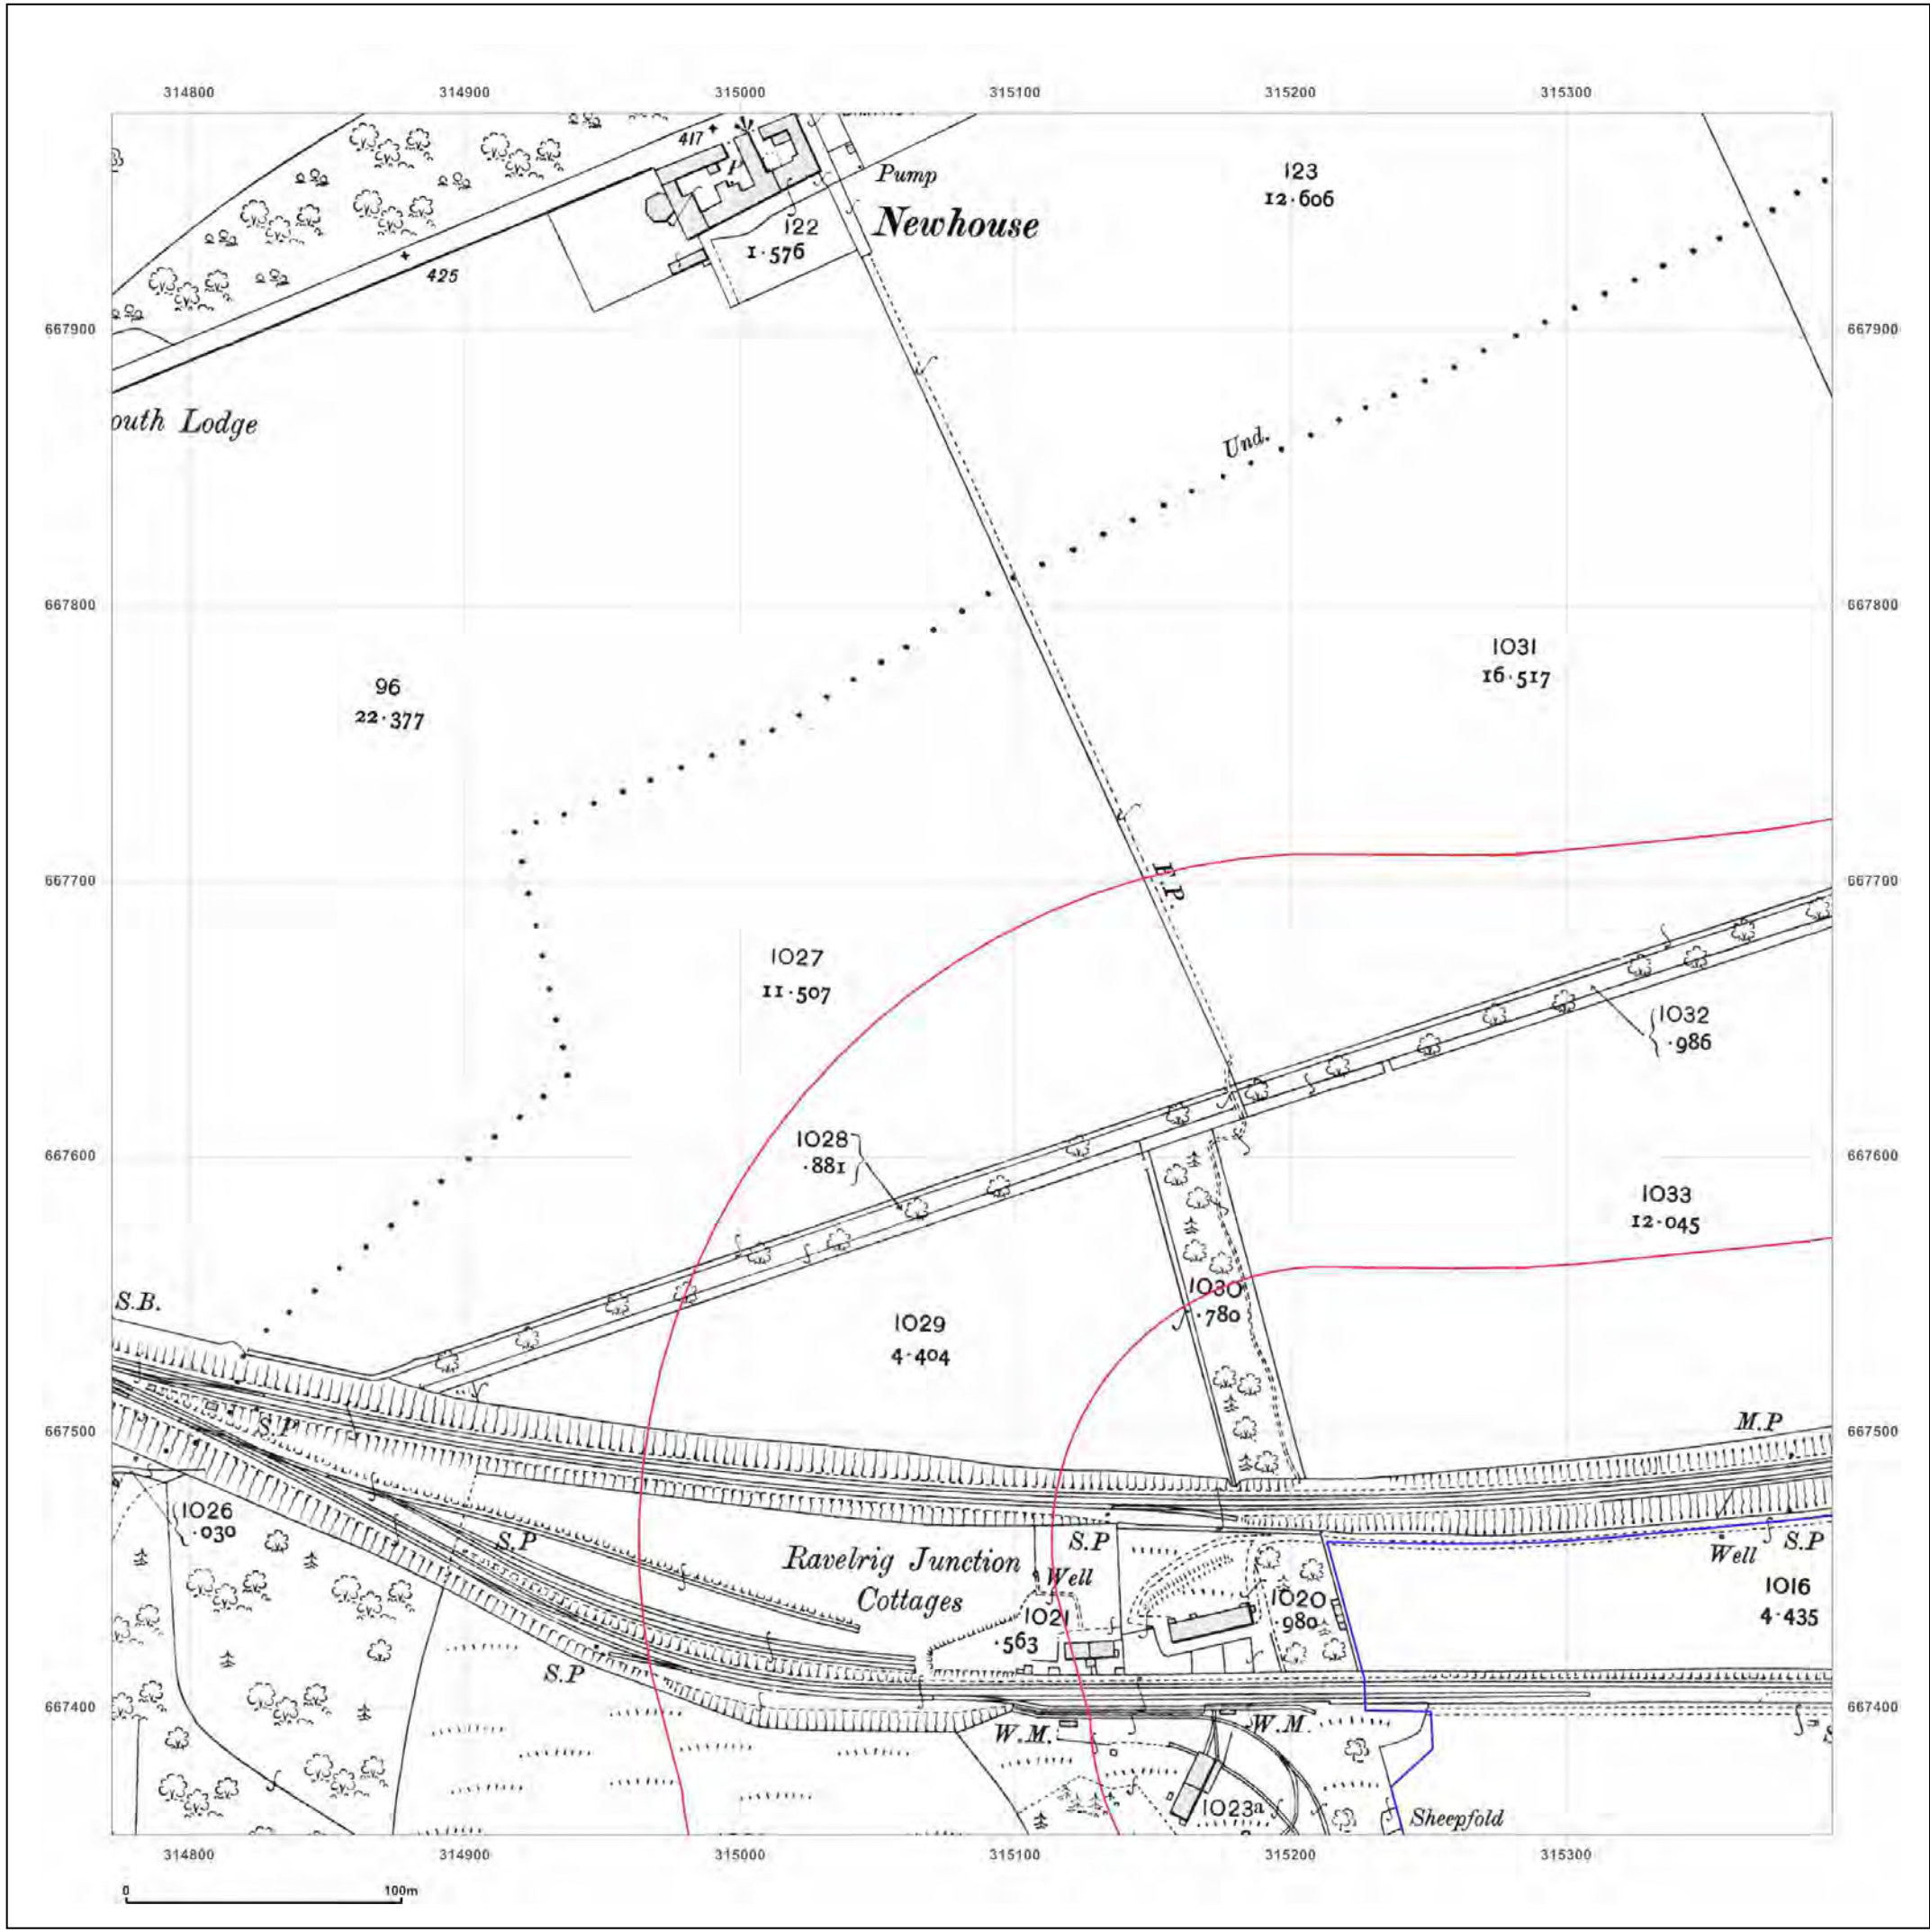 314800 314900 315000 315100 315200 315300
417
P
Pump
123
12·606
Newhouse
122
1·576
425
667900 667900
outh Lodge
Und.
667800 667800
1031
16·517
96
22·377
667700 667700
F.P.
1027
11·507
1032
·986
1028
·881
667600 667600
1033
12·045
S.B.
1030
·780
1029
4·404
M.P
S.P
667500 667500
1026
·030
S.P
S.P
Well
S.P
Ravelrig Junction
Cottages
Well
1016
4·435
1021
·563
1020
·980
S.P
667400 667400
W.M.
W.M.
S
1023a
Sheepfold
314800 314900 315000 315100 315200 315300
0 100m